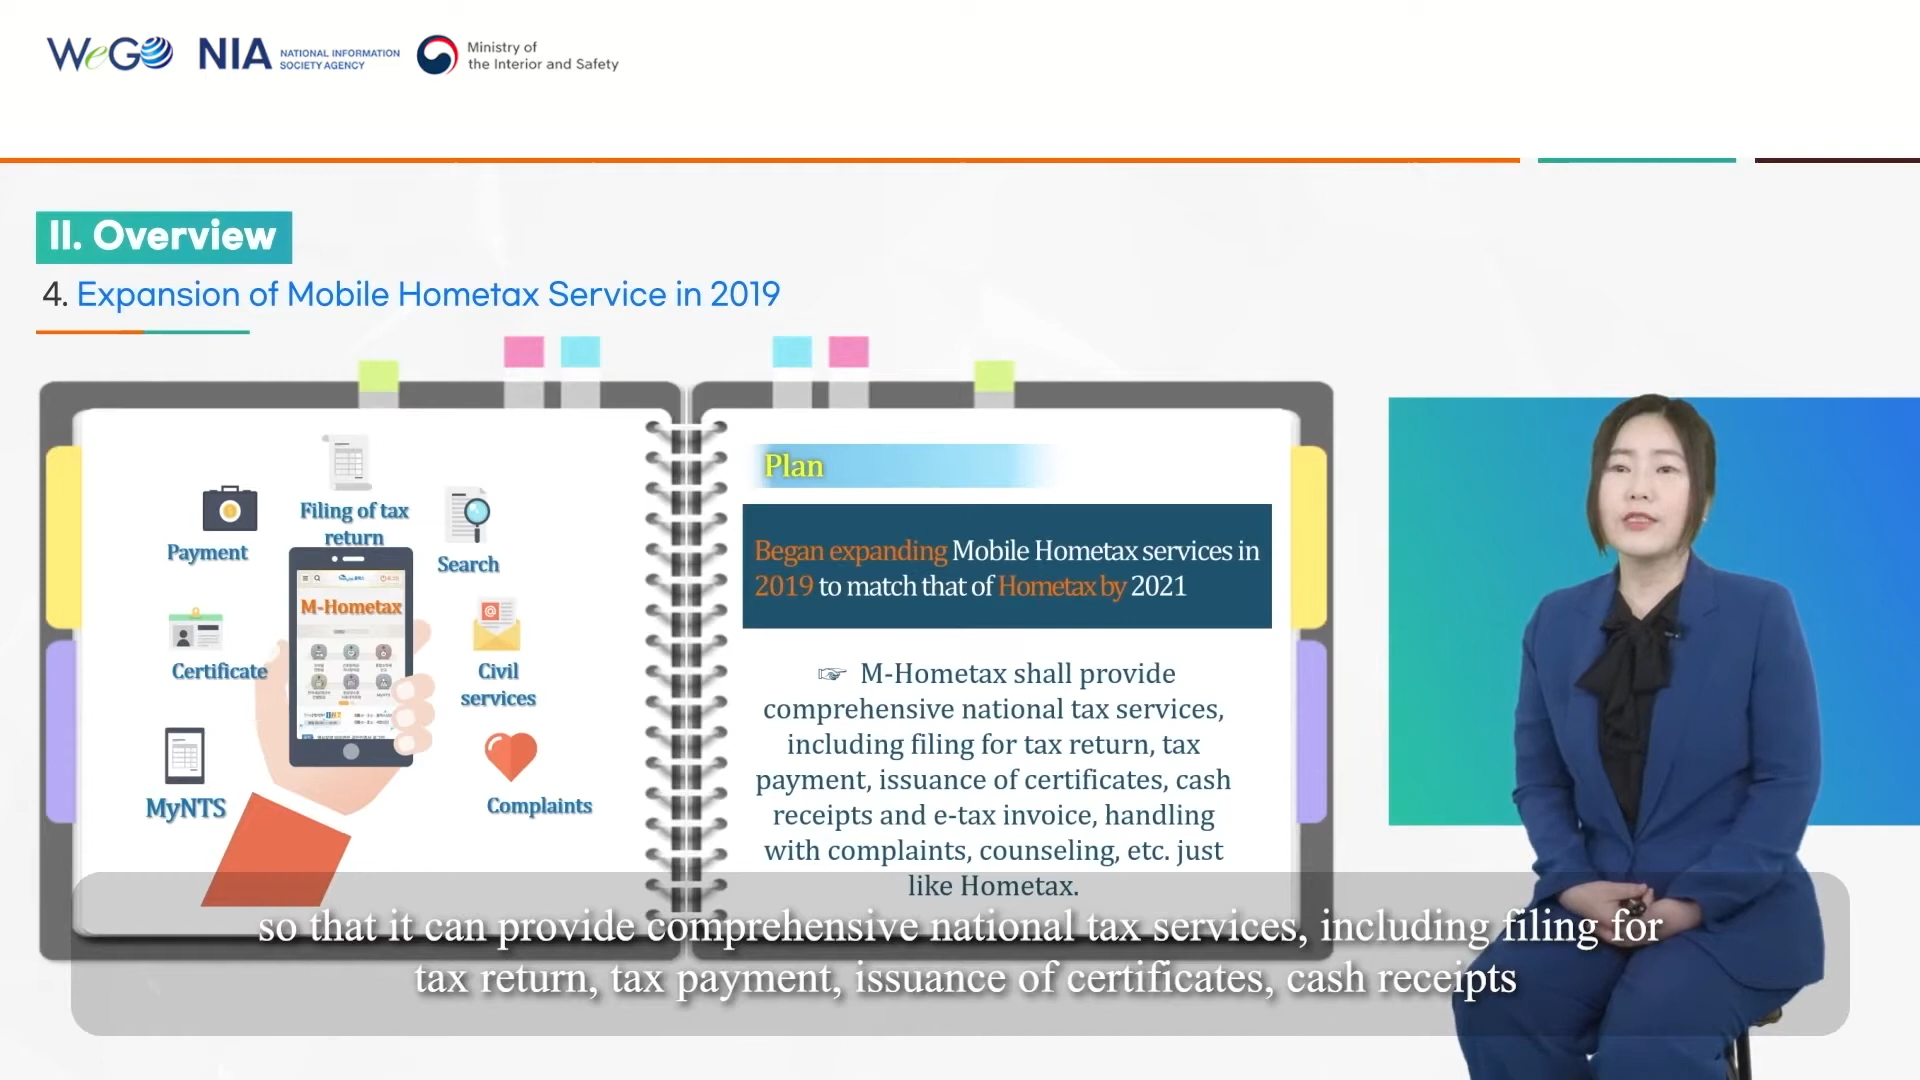 WeGO NIA NATIONAL INFORMATION
SOCIETY AGENCY
Ministry of
the Interior and Safety
II. Overview
4. Expansion of Mobile Hometax Service in 2019
Filing of tax
return
Payment
Search
M-Hometax
Certificate
Civil
services
MyNTS
Complaints
Plan
Began expanding Mobile Hometax services in
2019 to match that of Hometax by 2021
☞ M-Hometax shall provide
comprehensive national tax services,
including filing for tax return, tax
payment, issuance of certificates, cash
receipts and e-tax invoice, handling
with complaints, counseling, etc. just
like Hometax.
so that it can provide comprehensive national tax services, including filing for
tax return, tax payment, issuance of certificates, cash receipts